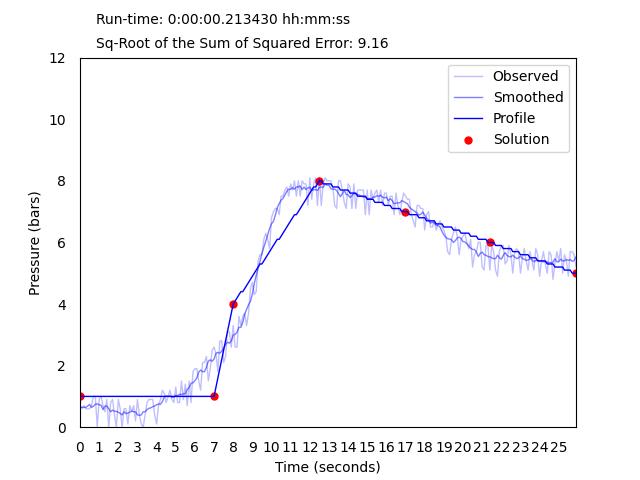 Run-time: 0:00:00.213430 hh:mm:ss
Sq-Root of the Sum of Squared Error: 9.16
12
10
8
6
4
2
0
Pressure (bars)
Observed
Smoothed
Profile
Solution
0 1 2 3 4 5 6 7 8 9 10 11 12 13 14 15 16 17 18 19 20 21 22 23 24 25
Time (seconds)